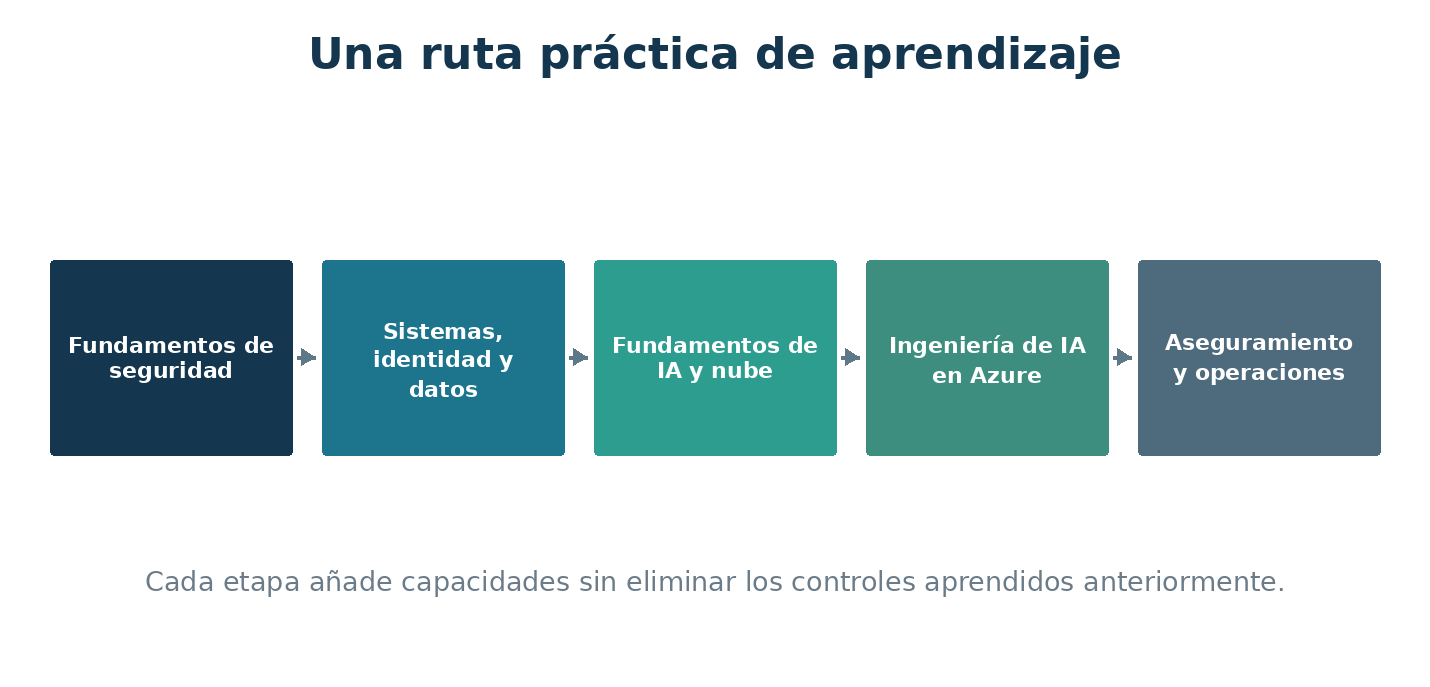 Una ruta práctica de aprendizaje
Fundamentos de
seguridad
Sistemas,
identidad y
datos
Fundamentos de
IA y nube
Ingeniería de IA
en Azure
Aseguramiento
y operaciones
Cada etapa añade capacidades sin eliminar los controles aprendidos anteriormente.